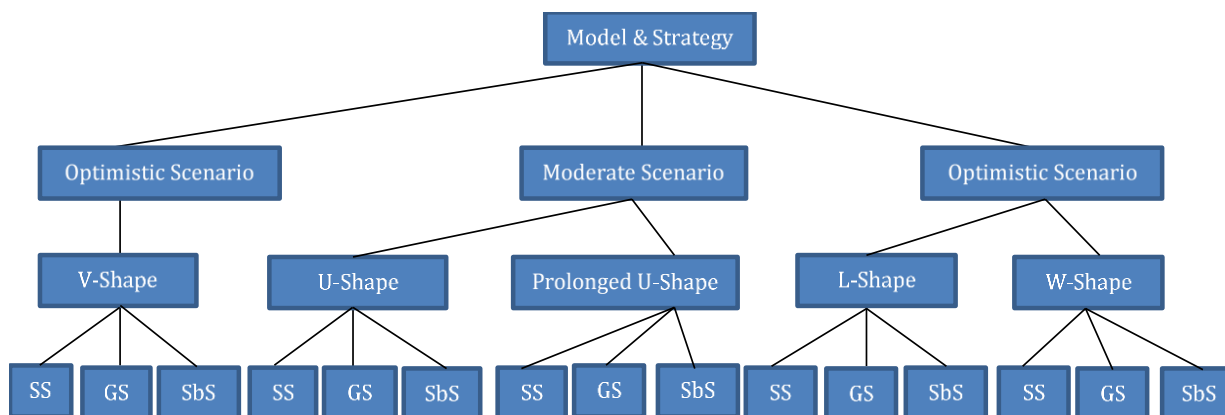 Model & Strategy
Optimistic Scenario
Moderate Scenario
Optimistic Scenario
V-Shape
U-Shape
Prolonged U-Shape
L-Shape
W-Shape
SS
GS
SbS
SS
GS
SbS
SS
GS
SbS
SS
GS
SbS
SS
GS
SbS